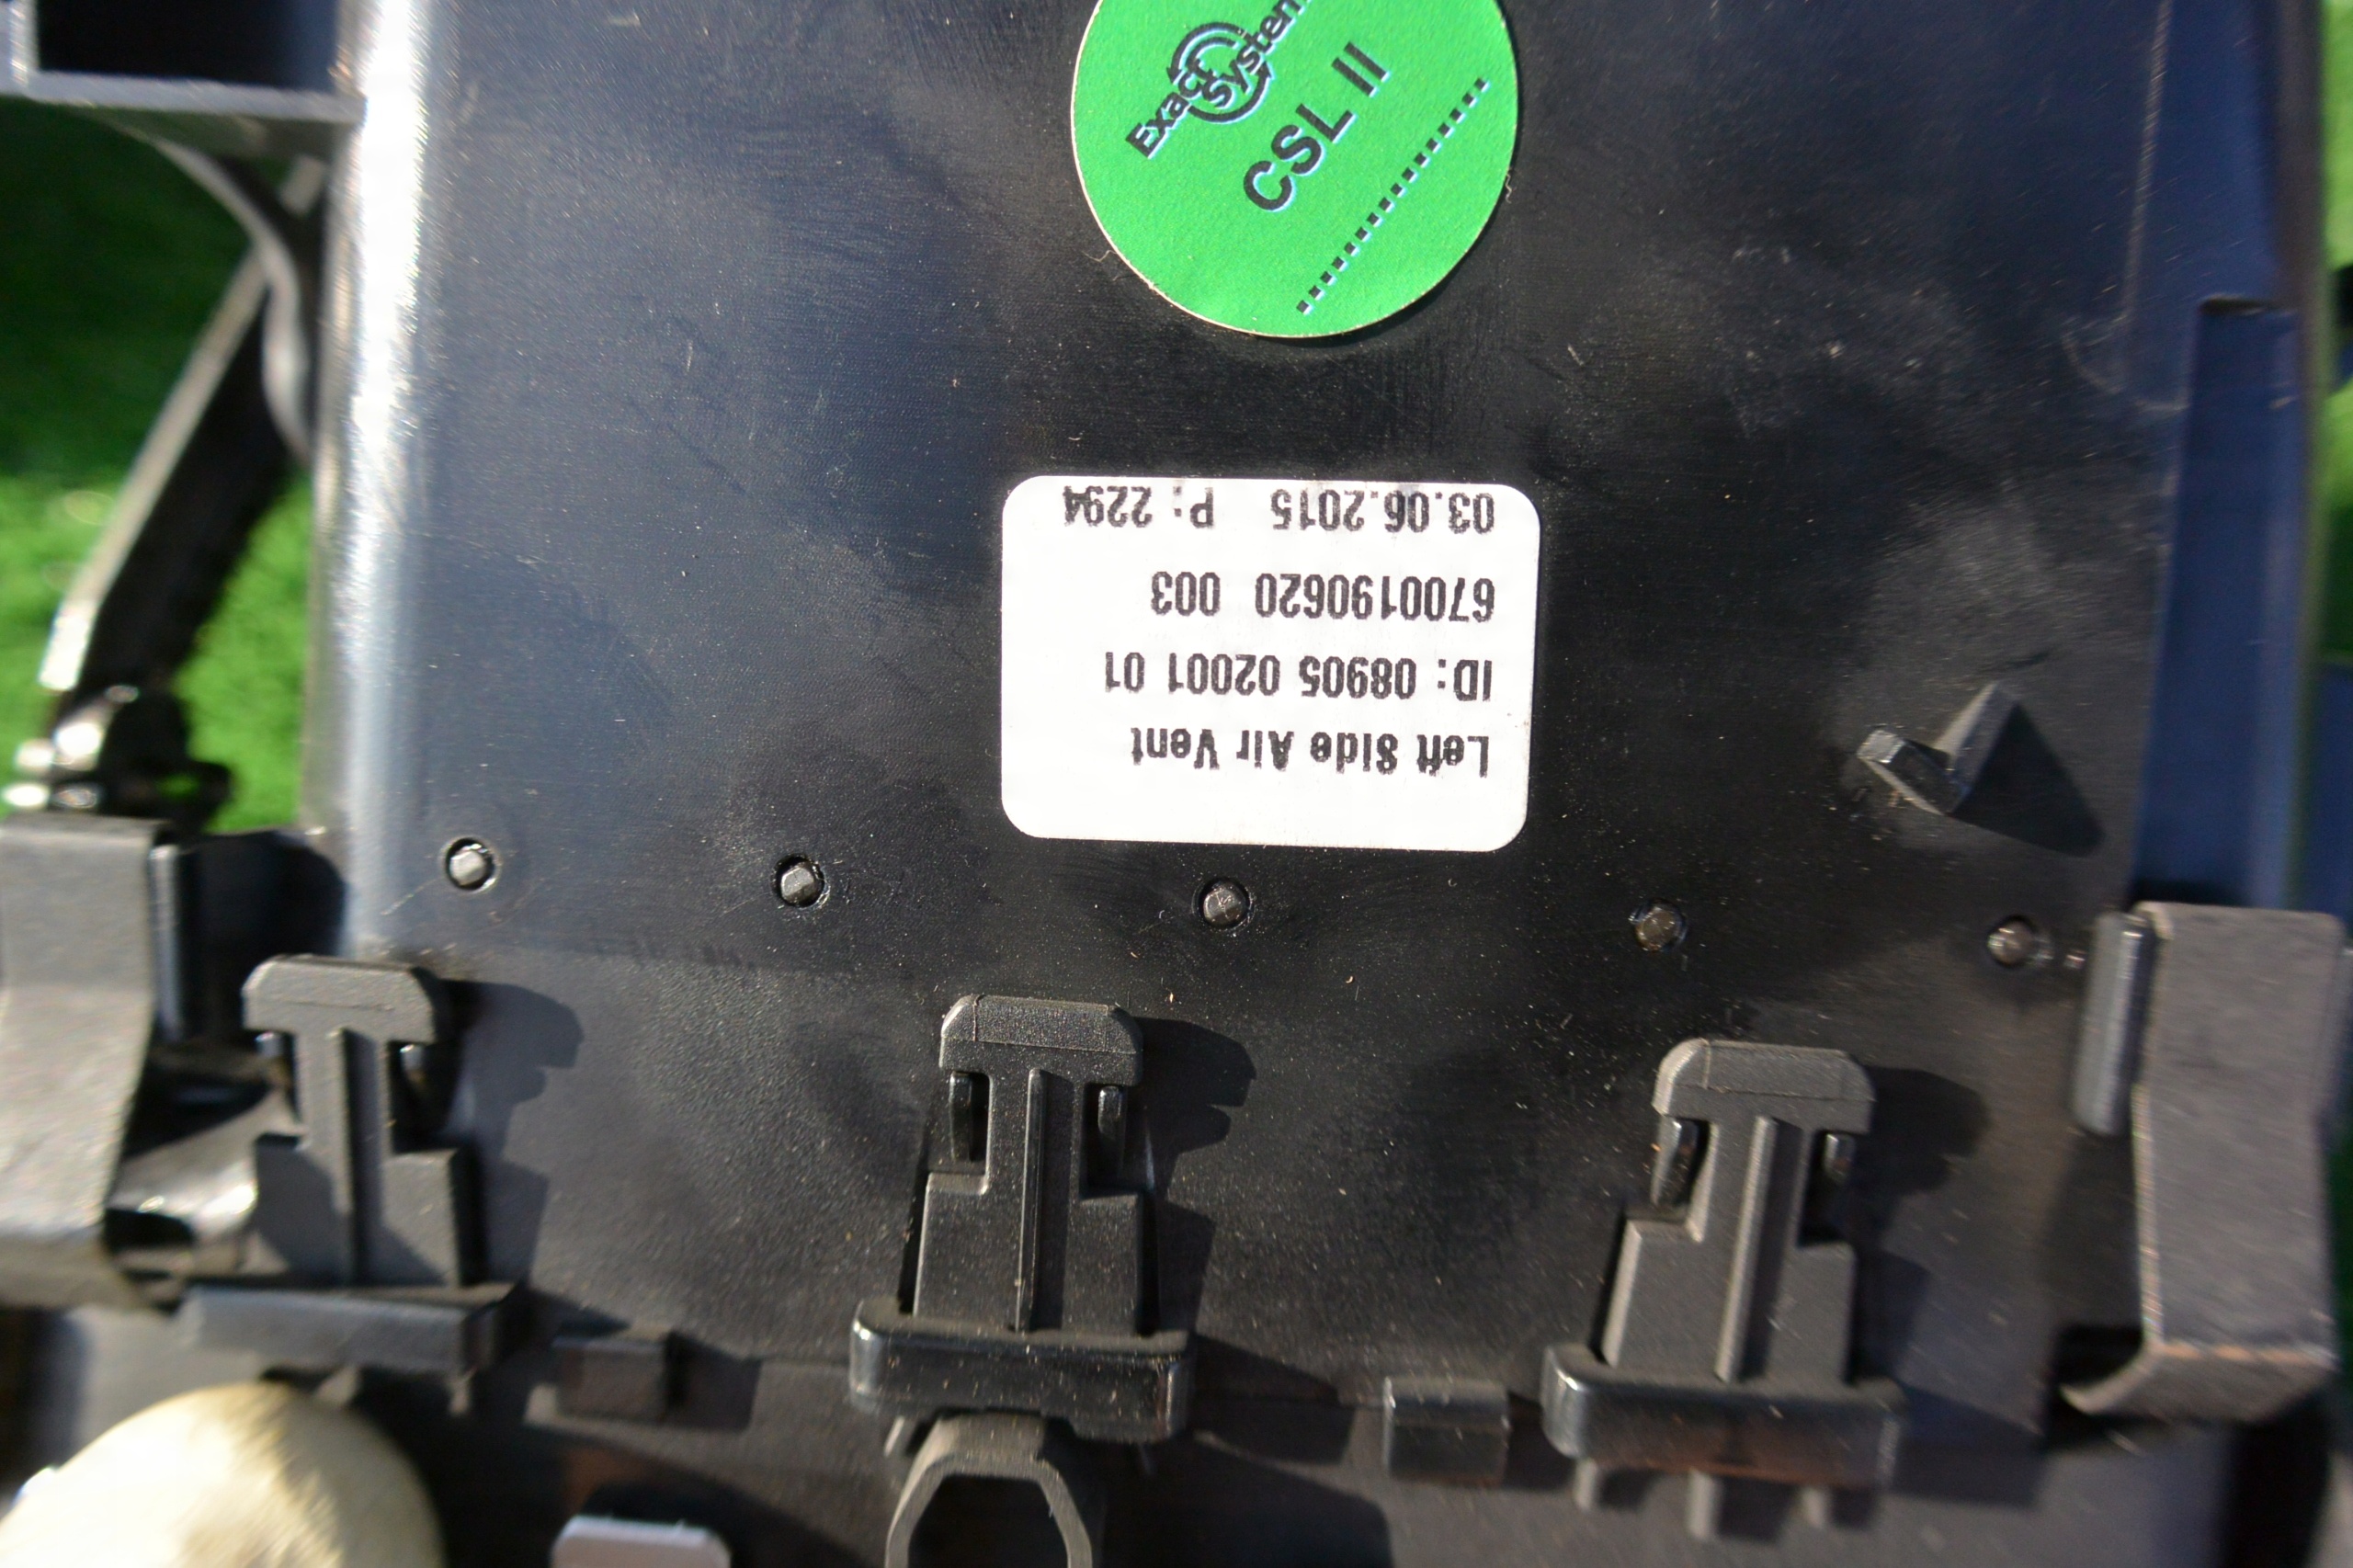 Exact
Systems
CSL II
Left Side Air Vent
ID: 08905 02001 01
6700190620 003
03.06.2015 P: 2294